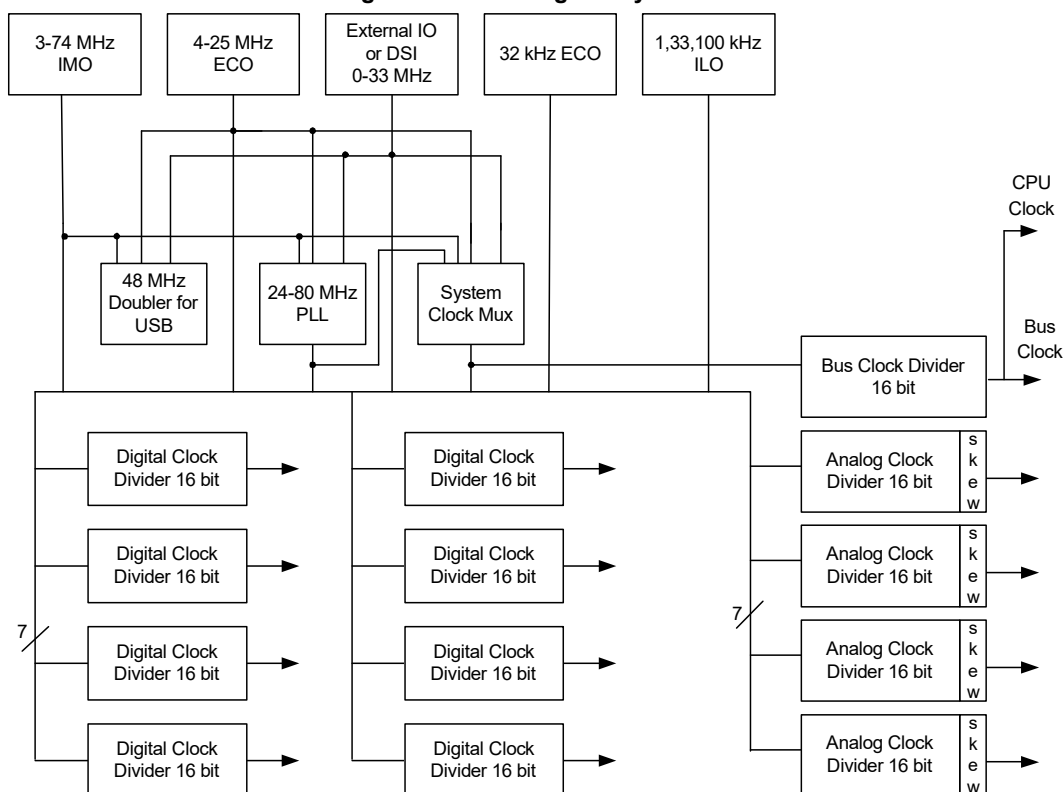 3-74 MHz
IMO
4-25 MHz
ECO
External IO
or DSI
0-33 MHz
32 kHz ECO
1,33,100 kHz
ILO
CPU
Clock
48 MHz
Doubler for
USB
24-80 MHz
PLL
System
Clock Mux
Bus
Clock
Bus Clock Divider
16 bit
Digital Clock
Divider 16 bit
Digital Clock
Divider 16 bit
Analog Clock
Divider 16 bit
s
k
e
w
Digital Clock
Divider 16 bit
Digital Clock
Divider 16 bit
Analog Clock
Divider 16 bit
s
k
e
w
7
7
Digital Clock
Divider 16 bit
Digital Clock
Divider 16 bit
Analog Clock
Divider 16 bit
s
k
e
w
Digital Clock
Divider 16 bit
Digital Clock
Divider 16 bit
Analog Clock
Divider 16 bit
s
k
e
w